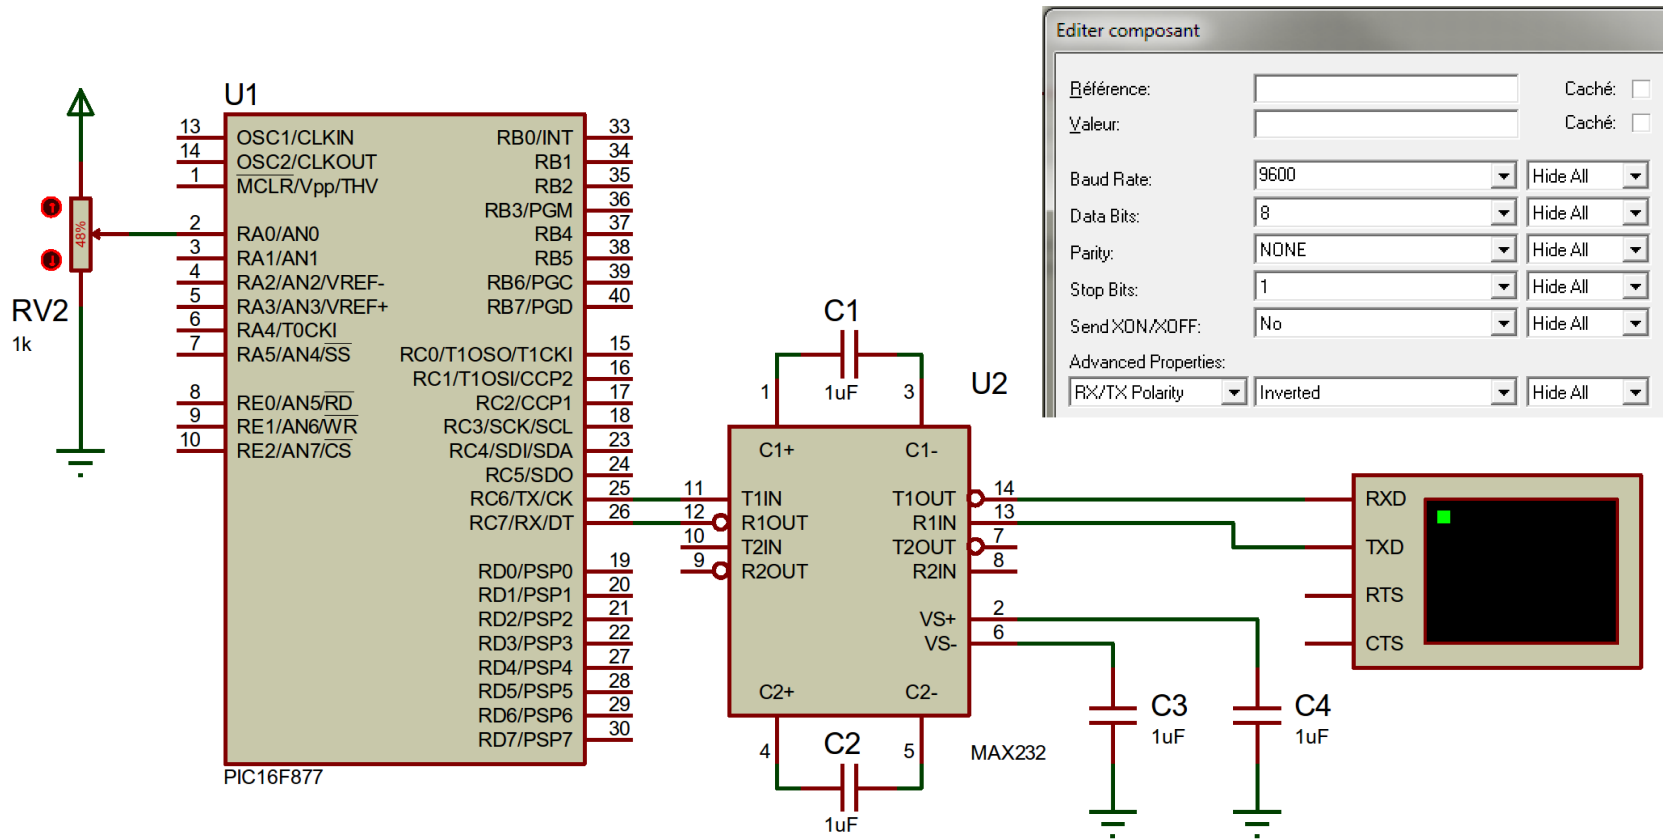 Editer composant
Référence:
Caché:
Valeur:
Caché:
Baud Rate:
9600
Hide All
Data Bits:
8
Hide All
Parity:
NONE
Hide All
Stop Bits:
1
Hide All
Send XON/XOFF:
No
Hide All
Advanced Properties:
RX/TX Polarity
Inverted
Hide All
48%
RV2
1k
U1
13
OSC1/CLKIN
14
OSC2/CLKOUT
1
MCLR/Vpp/THV
2
RA0/AN0
3
RA1/AN1
4
RA2/AN2/VREF-
5
RA3/AN3/VREF+
6
RA4/T0CKI
7
RA5/AN4/SS
8
RE0/AN5/RD
9
RE1/AN6/WR
10
RE2/AN7/CS
RB0/INT
33
RB1
34
RB2
35
RB3/PGM
36
RB4
37
RB5
38
RB6/PGC
39
RB7/PGD
40
RC0/T1OSO/T1CKI
15
RC1/T1OSI/CCP2
16
RC2/CCP1
17
RC3/SCK/SCL
18
RC4/SDI/SDA
23
RC5/SDO
24
RC6/TX/CK
25
RC7/RX/DT
26
RD0/PSP0
19
RD1/PSP1
20
RD2/PSP2
21
RD3/PSP3
22
RD4/PSP4
27
RD5/PSP5
28
RD6/PSP6
29
RD7/PSP7
30
PIC16F877
C1
1uF
1
3
U2
C1+
C1-
11
T1IN
12
R1OUT
10
T2IN
9
R2OUT
T1OUT
14
R1IN
13
T2OUT
7
R2IN
8
VS+
2
VS-
6
C2+
C2-
4
5
C2
1uF
MAX232
C3
1uF
C4
1uF
RXD
TXD
RTS
CTS